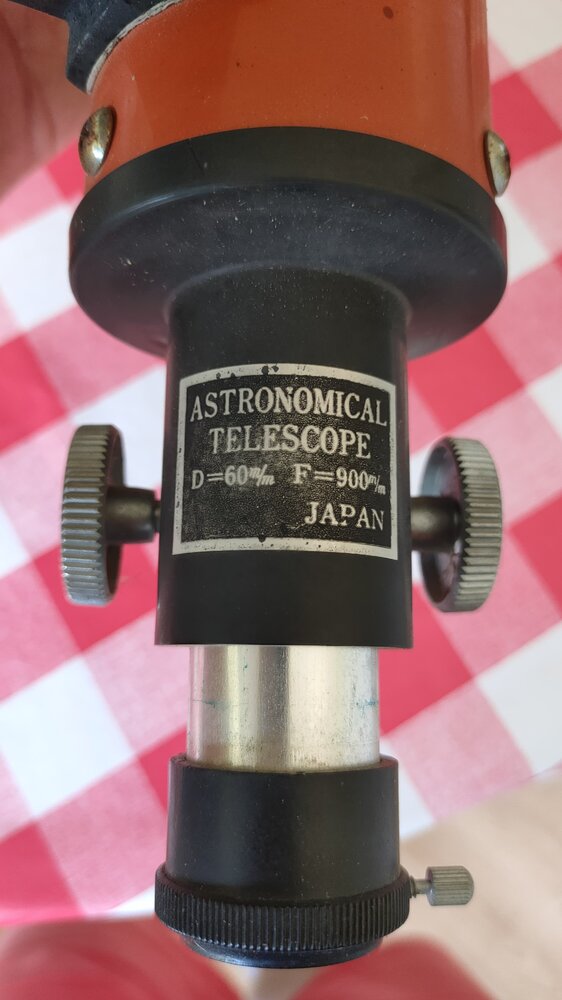 ASTRONOMICAL
TELESCOPE
D=60m/m F=900m/m
JAPAN